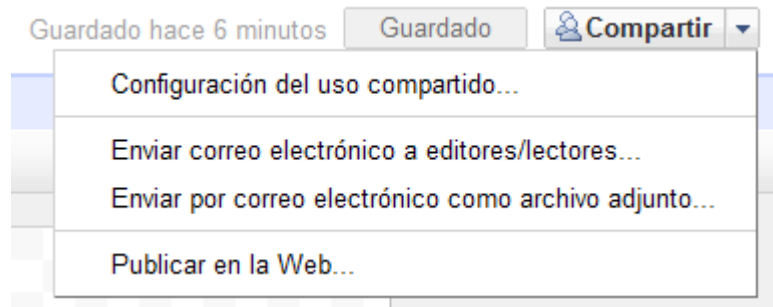 Guardado hace 6 minutos Guardado Compartir
Configuración del uso compartido...
Enviar correo electrónico a editores/lectores...
Enviar por correo electrónico como archivo adjunto...
Publicar en la Web...